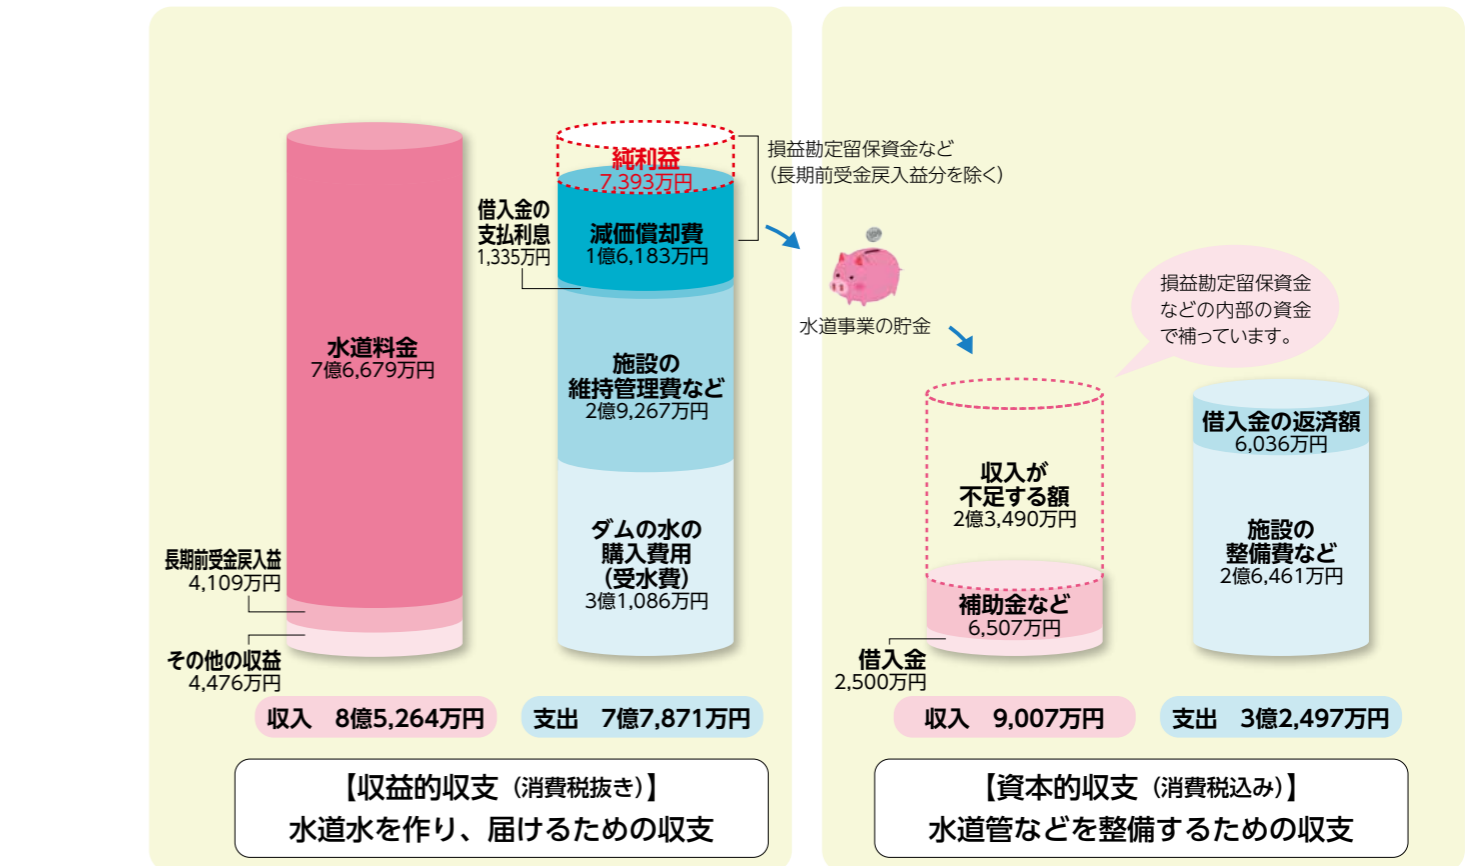 水道料金
7億6,679万円
長期前受金戻入益
4,109万円
その他の収益
4,476万円
収入　8億5,264万円
純利益
7,393万円
減価償却費
1億6,183万円
借入金の
支払利息
1,335万円
施設の
維持管理費など
2億9,267万円
ダムの水の
購入費用
（受水費）
3億1,086万円
支出　7億7,871万円
【収益的収支（消費税抜き）】
水道水を作り、届けるための収支
損益勘定留保資金など
（長期前受金戻入益分を除く）
水道事業の貯金
損益勘定留保資金
などの内部の資金
で補っています。
収入が
不足する額
2億3,490万円
補助金など
6,507万円
借入金
2,500万円
収入　9,007万円
借入金の返済額
6,036万円
施設の
整備費など
2億6,461万円
支出　3億2,497万円
【資本的収支（消費税込み）】
水道管などを整備するための収支